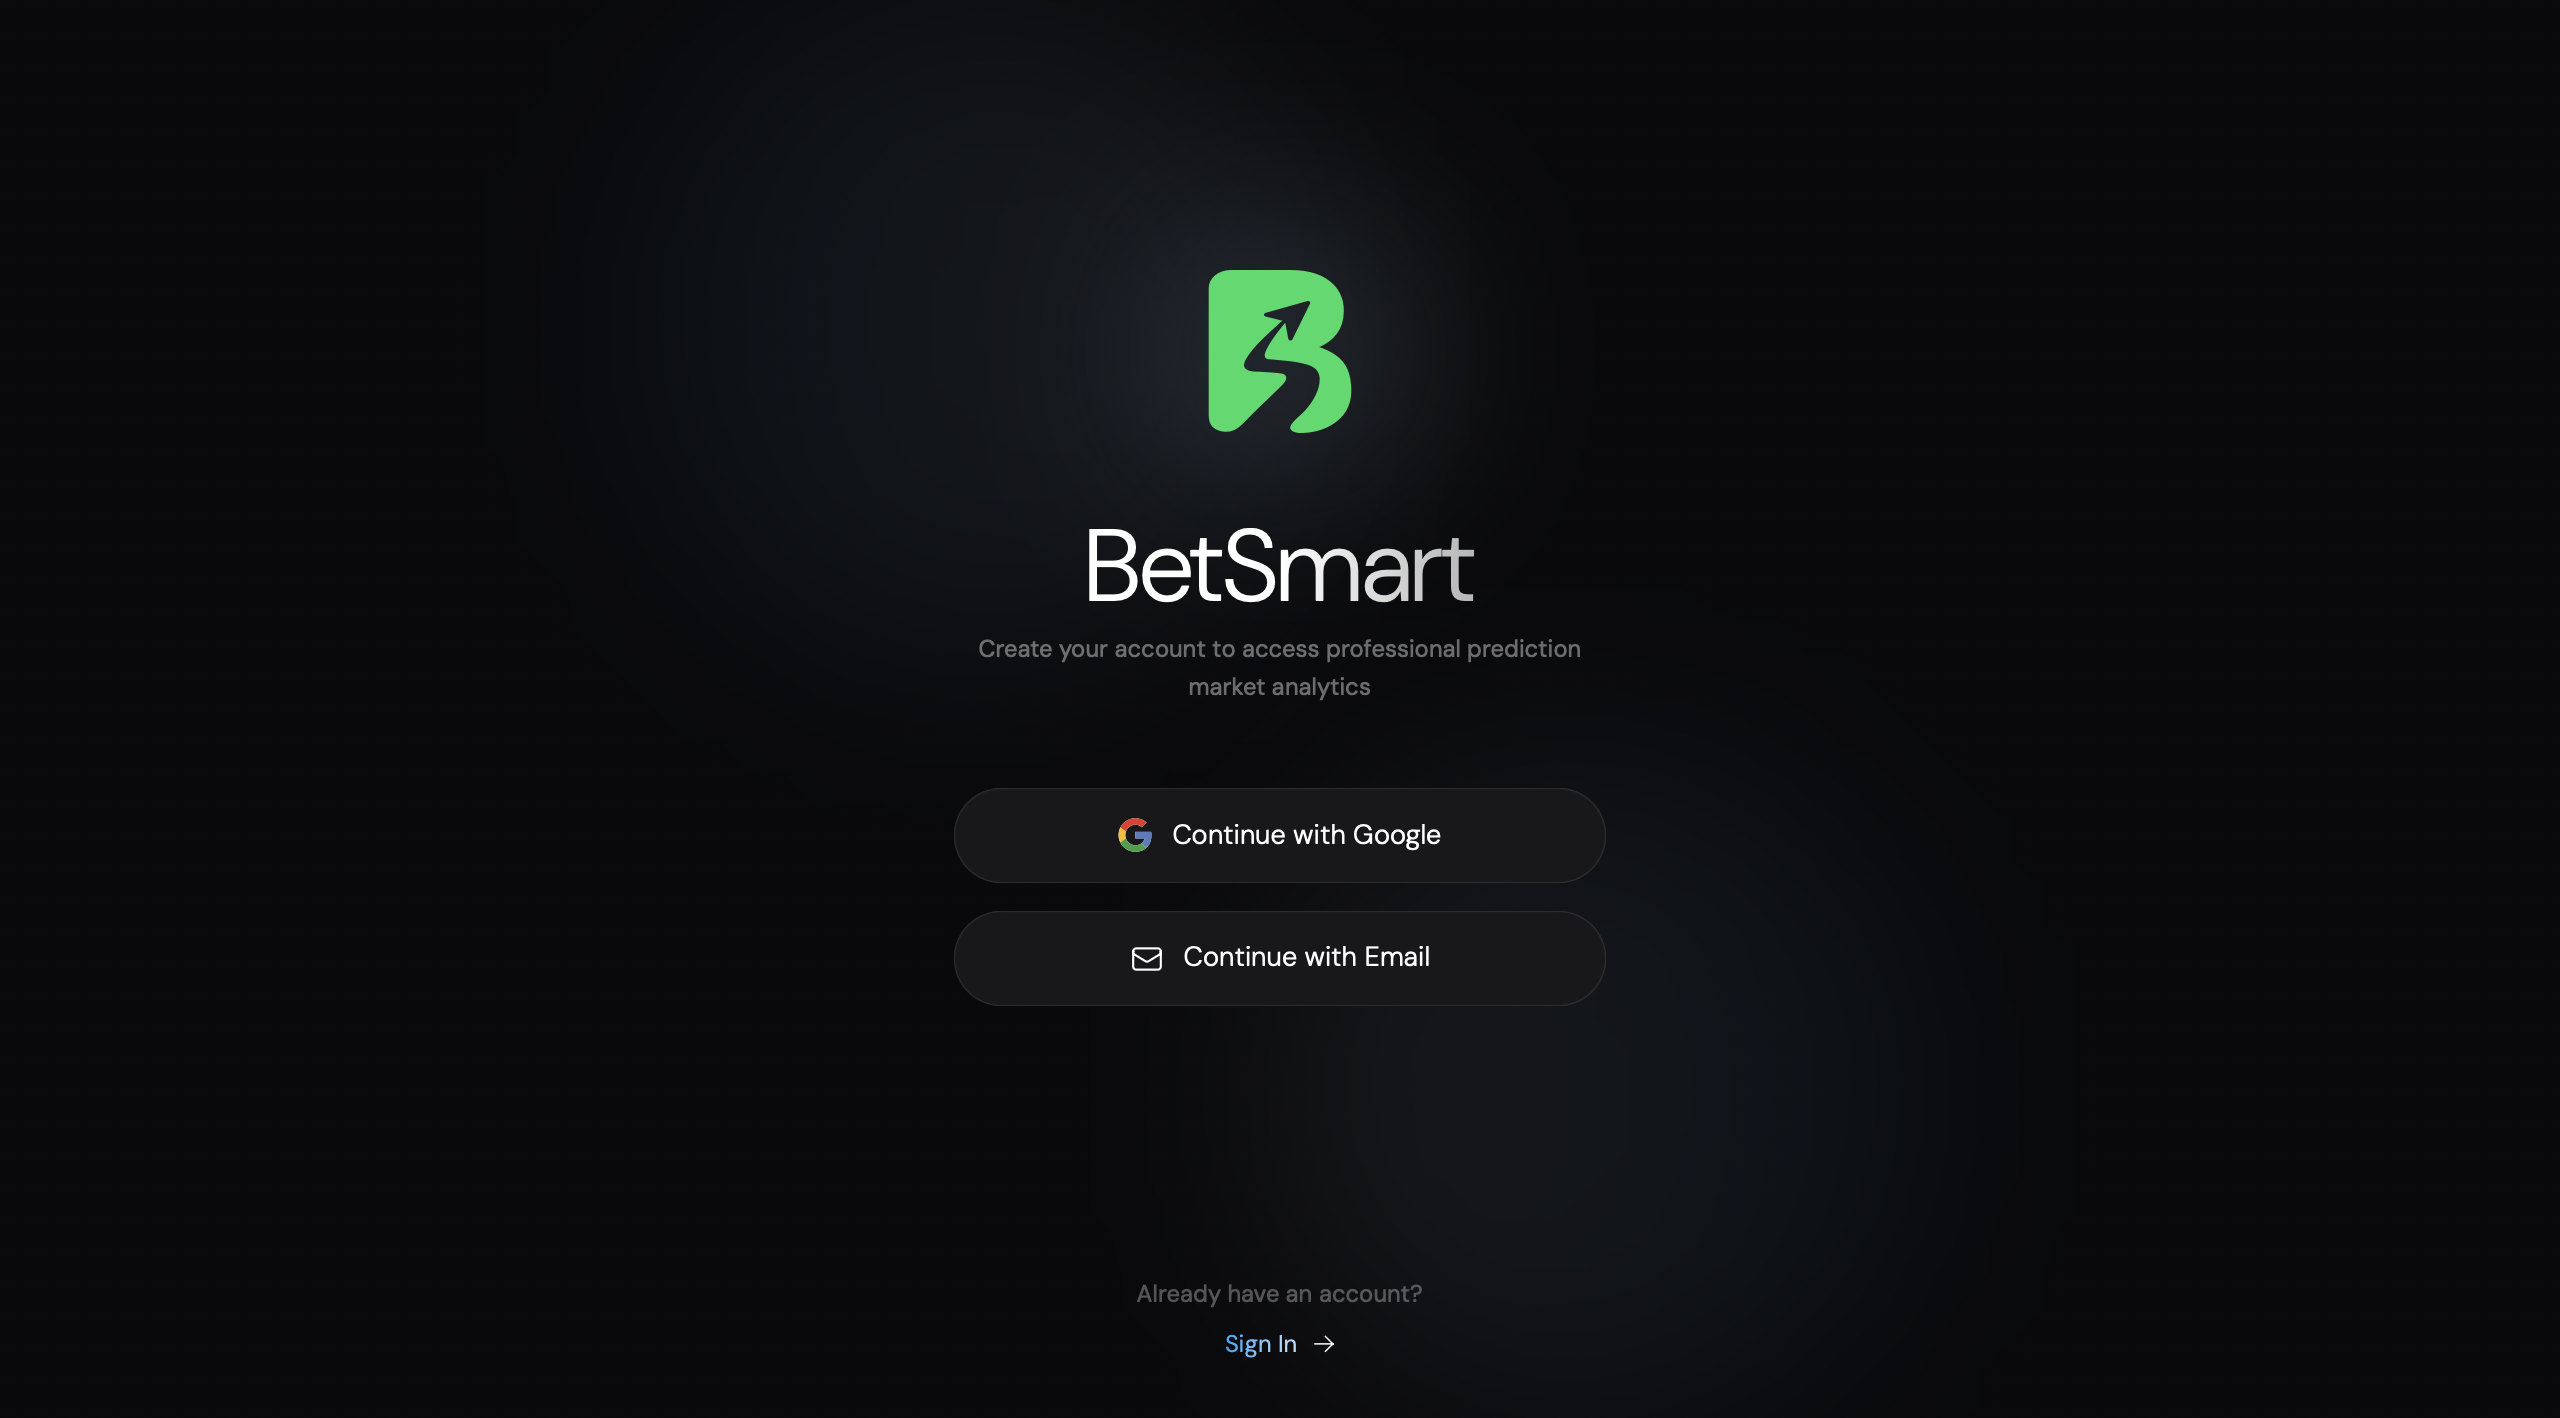 BetSmart
Create your account to access professional prediction
market analytics
Continue with Google
Continue with Email
Already have an account?
Sign In